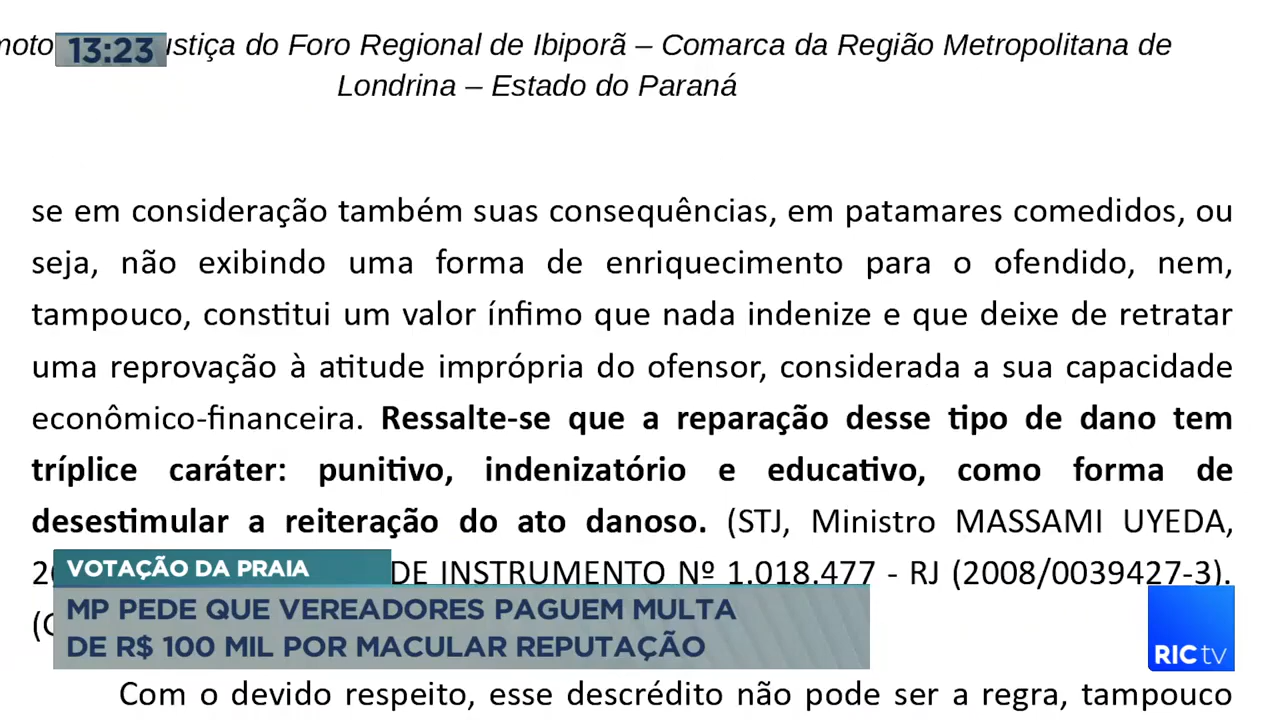 13:23
do Foro Regional de Ibiporã – Comarca da Região Metropolitana de
Londrina – Estado do Paraná
se em consideração também suas consequências, em patamares comedidos, ou
seja, não exibindo uma forma de enriquecimento para o ofendido, nem,
tampouco, constitui um valor ínfimo que nada indenize e que deixe de retratar
uma reprovação à atitude imprópria do ofensor, considerada a sua capacidade
econômico-financeira. Ressalte-se que a reparação desse tipo de dano tem
tríplice caráter: punitivo, indenizatório e educativo, como forma de
desestimular a reiteração do ato danoso. (STJ, Ministro MASSAMI UYEDA,
DE INSTRUMENTO Nº 1.018.477 - RJ (2008/0039427-3).
VOTAÇÃO DA PRAIA
MP PEDE QUE VEREADORES PAGUEM MULTA
DE R$ 100 MIL POR MACULAR REPUTAÇÃO
RIC tv
Com o devido respeito, esse descrédito não pode ser a regra, tampouco